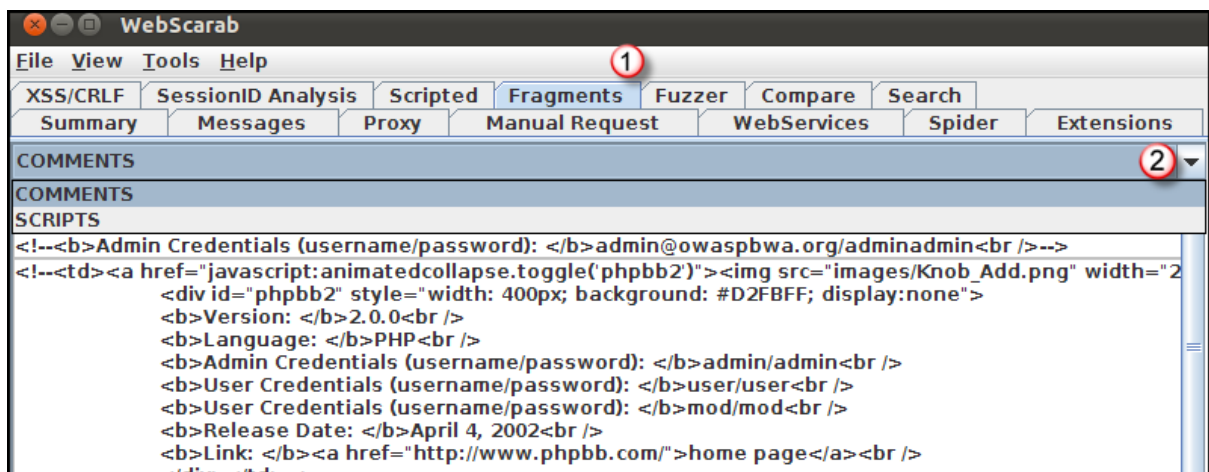 WebScarab
File View Tools Help
1
XSS/CRLF SessionID Analysis Scripted Fragments Fuzzer Compare Search
Summary Messages Proxy Manual Request WebServices Spider Extensions
COMMENTS 2
COMMENTS
SCRIPTS
<!--<b>Admin Credentials (username/password): </b>admin@owaspbwa.org/adminadmin<br />-->
<!--<td><a href="javascript:animatedcollapse.toggle('phpbb2')"><img src="images/Knob_Add.png" width="2
<div id="phpbb2" style="width: 400px; background: #D2FBFF; display:none">
<b>Version: </b>2.0.0<br />
<b>Language: </b>PHP<br />
<b>Admin Credentials (username/password): </b>admin/admin<br />
<b>User Credentials (username/password): </b>user/user<br />
<b>User Credentials (username/password): </b>mod/mod<br />
<b>Release Date: </b>April 4, 2002<br />
<b>Link: </b><a href="http://www.phpbb.com/">home page</a><br />